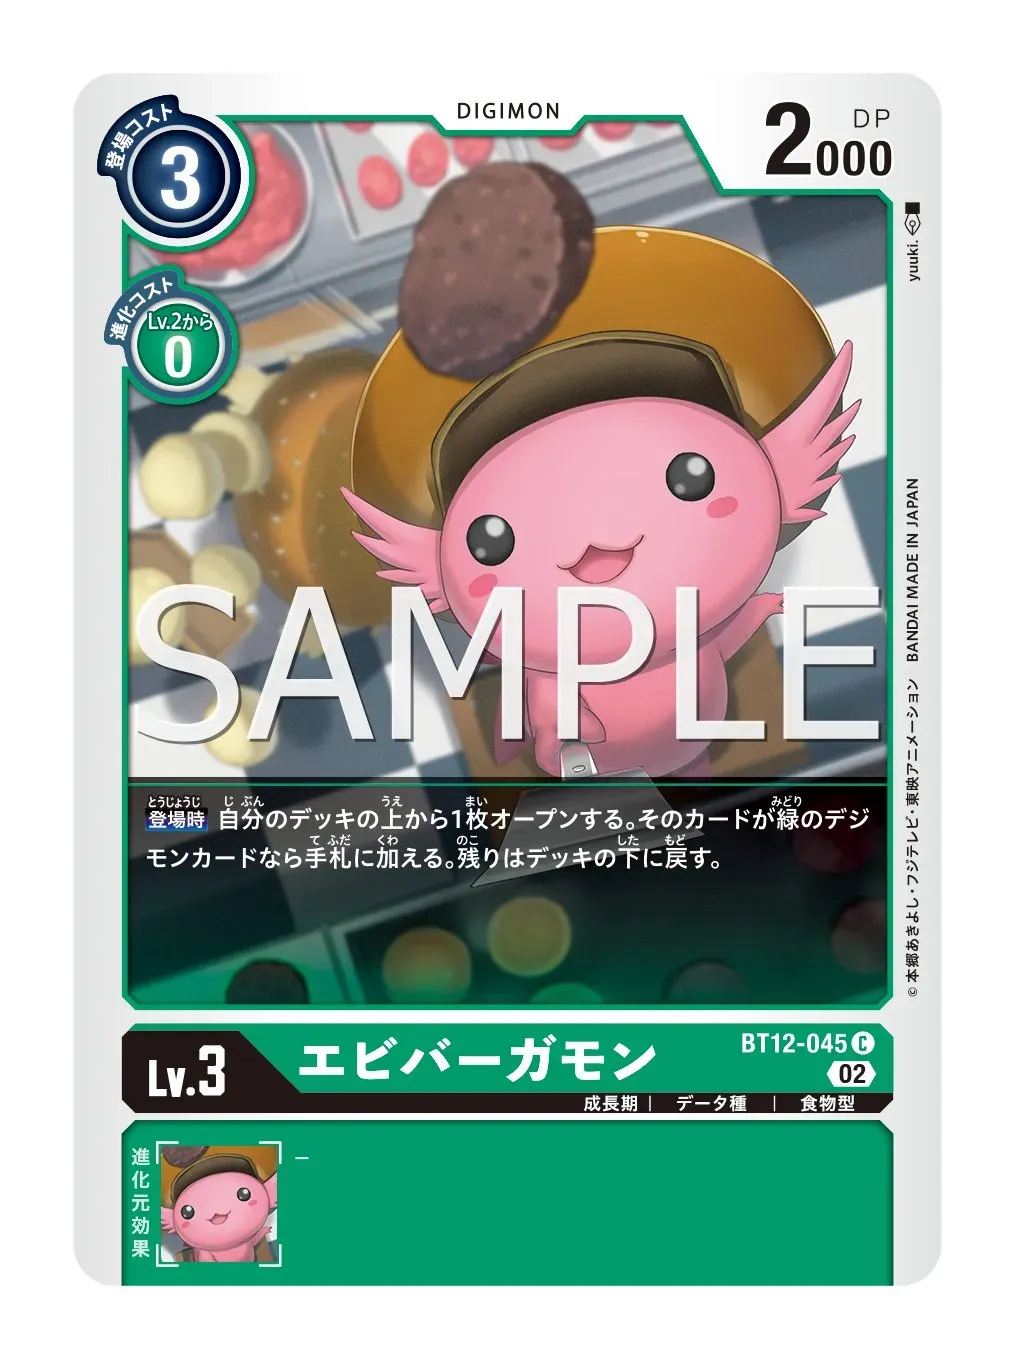 DIGIMON
登場コスト
3
2000
DP
進化コスト
Lv.2から
0
yuuki.
SAMPLE
登場時 自分のデッキの上から1枚オープンする。そのカードが緑のデジ
モンカードなら手札に加える。残りはデッキの下に戻す。
© 本郷あきよし・フジテレビ・東映アニメーション BANDAI MADE IN JAPAN
Lv.3
エビバーガモン
BT12-045 C
02
成長期 | データ種 | 食物型
進化元効果
–